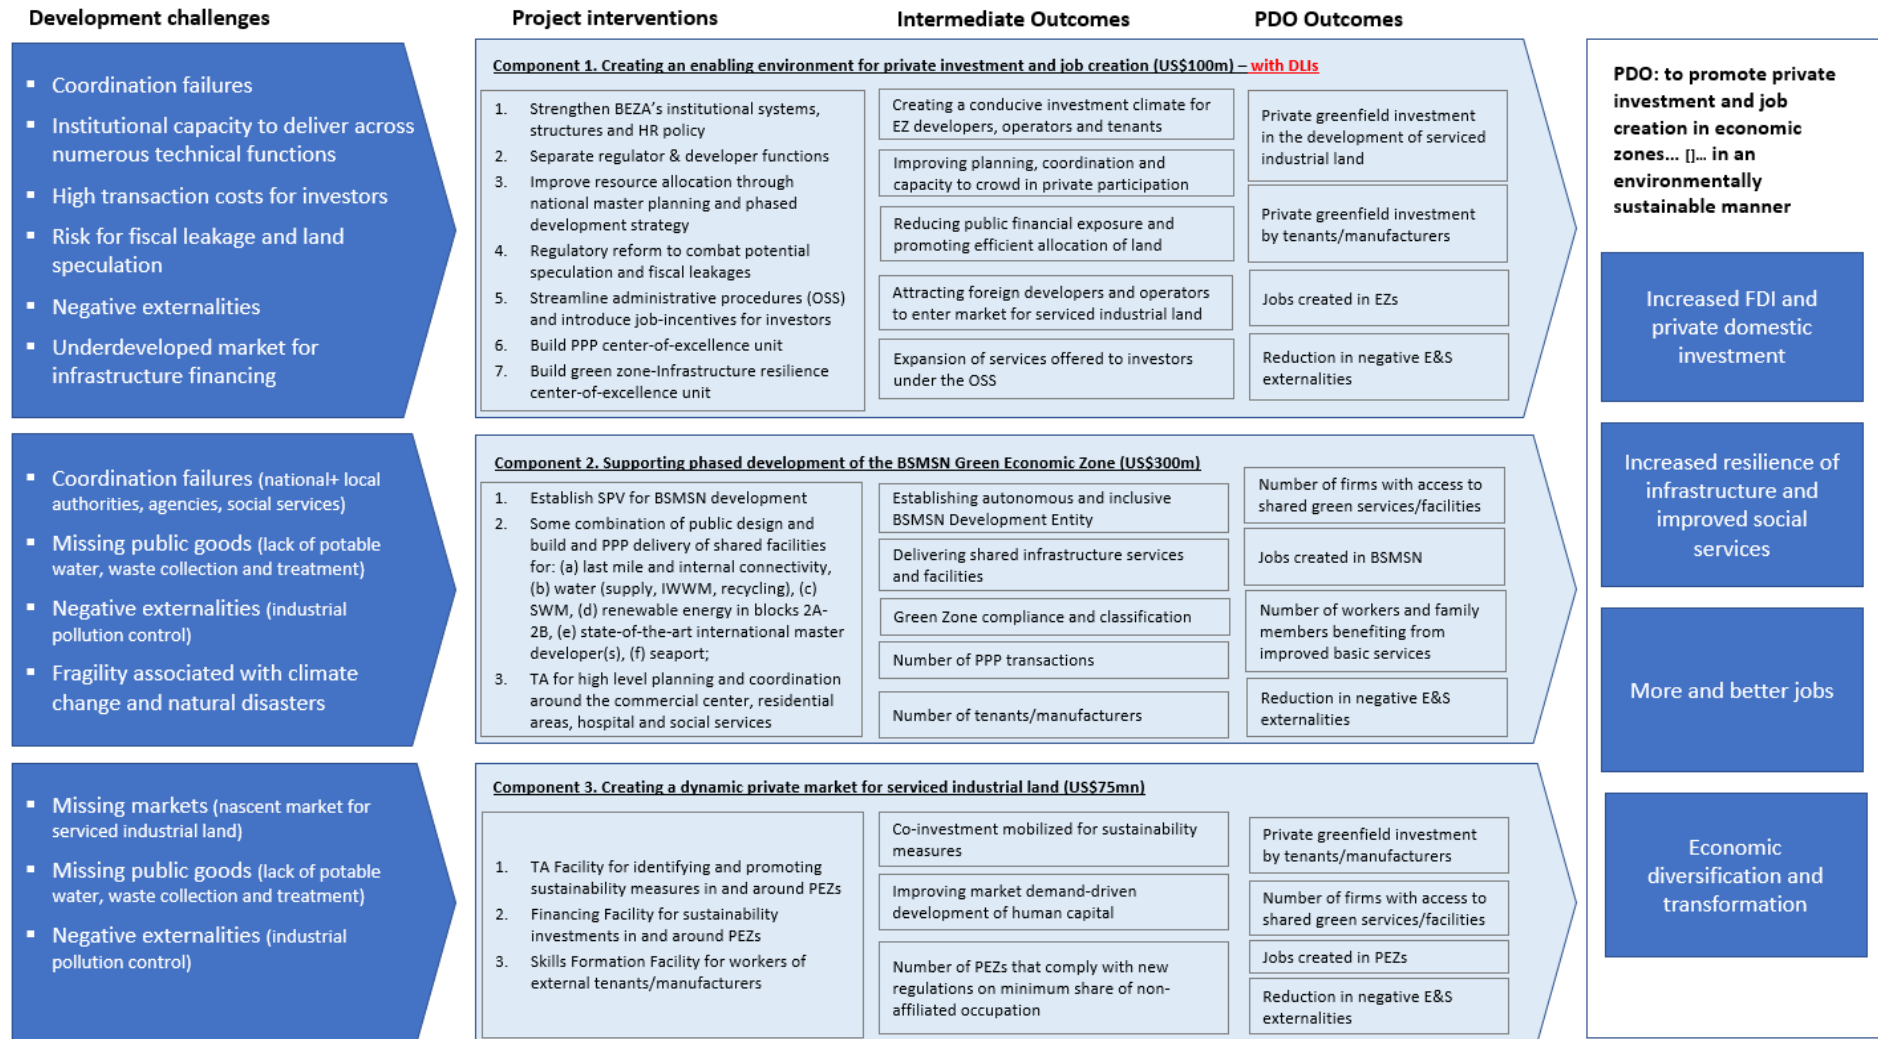 Development challenges
Project interventions
Intermediate Outcomes
PDO Outcomes
▪ Coordination failures
▪ Institutional capacity to deliver across
numerous technical functions
▪ High transaction costs for investors
▪ Risk for fiscal leakage and land
speculation
▪ Negative externalities
▪ Underdeveloped market for
infrastructure financing
Component 1. Creating an enabling environment for private investment and job creation (US$100m) – with DLIs
1. Strengthen BEZA's institutional systems,
structures and HR policy
2. Separate regulator & developer functions
3. Improve resource allocation through
national master planning and phased
development strategy
4. Regulatory reform to combat potential
speculation and fiscal leakages
5. Streamline administrative procedures (OSS)
and introduce job-incentives for investors
6. Build PPP center-of-excellence unit
7. Build green zone-Infrastructure resilience
center-of-excellence unit
Creating a conducive investment climate for
EZ developers, operators and tenants
Improving planning, coordination and
capacity to crowd in private participation
Reducing public financial exposure and
promoting efficient allocation of land
Attracting foreign developers and operators
to enter market for serviced industrial land
Expansion of services offered to investors
under the OSS
Private greenfield investment
in the development of serviced
industrial land
Private greenfield investment
by tenants/manufacturers
Jobs created in EZs
Reduction in negative E&S
externalities
▪ Coordination failures (national+ local
authorities, agencies, social services)
▪ Missing public goods (lack of potable
water, waste collection and treatment)
▪ Negative externalities (industrial
pollution control)
▪ Fragility associated with climate
change and natural disasters
Component 2. Supporting phased development of the BSMSN Green Economic Zone (US$300m)
1. Establish SPV for BSMSN development
2. Some combination of public design and
build and PPP delivery of shared facilities
for: (a) last mile and internal connectivity,
(b) water (supply, IWWM, recycling), (c)
SWM, (d) renewable energy in blocks 2A-
2B, (e) state-of-the-art international master
developer(s), (f) seaport;
3. TA for high level planning and coordination
around the commercial center, residential
areas, hospital and social services
Establishing autonomous and inclusive
BSMSN Development Entity
Delivering shared infrastructure services
and facilities
Green Zone compliance and classification
Number of PPP transactions
Number of tenants/manufacturers
Number of firms with access to
shared green services/facilities
Jobs created in BSMSN
Number of workers and family
members benefiting from
improved basic services
Reduction in negative E&S
externalities
▪ Missing markets (nascent market for
serviced industrial land)
▪ Missing public goods (lack of potable
water, waste collection and treatment)
▪ Negative externalities (industrial
pollution control)
Component 3. Creating a dynamic private market for serviced industrial land (US$75mn)
1. TA Facility for identifying and promoting
sustainability measures in and around PEZs
2. Financing Facility for sustainability
investments in and around PEZs
3. Skills Formation Facility for workers of
external tenants/manufacturers
Co-investment mobilized for sustainability
measures
Improving market demand-driven
development of human capital
Number of PEZs that comply with new
regulations on minimum share of non-
affiliated occupation
Private greenfield investment
by tenants/manufacturers
Number of firms with access to
shared green services/facilities
Jobs created in PEZs
Reduction in negative E&S
externalities
PDO: to promote private
investment and job
creation in economic
zones... []... in an
environmentally
sustainable manner
Increased FDI and
private domestic
investment
Increased resilience of
infrastructure and
improved social
services
More and better jobs
Economic
diversification and
transformation